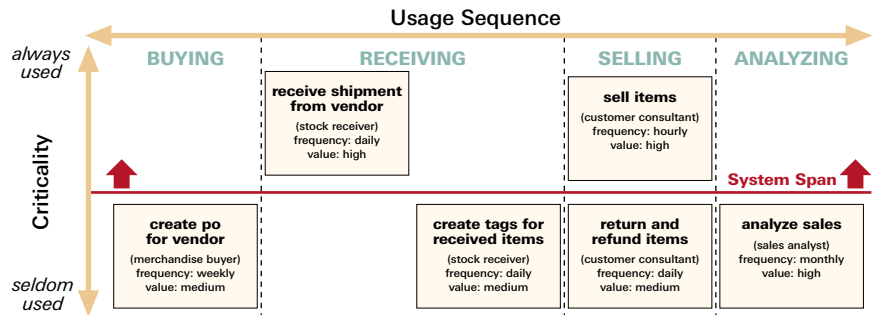 Usage Sequence
always
used
BUYING
RECEIVING
SELLING
ANALYZING
receive shipment
from vendor
(stock receiver)
frequency: daily
value: high
sell items
(customer consultant)
frequency: hourly
value: high
Criticality
System Span
create po
for vendor
(merchandise buyer)
frequency: weekly
value: medium
create tags for
received items
(stock receiver)
frequency: daily
value: medium
return and
refund items
(customer consultant)
frequency: daily
value: medium
analyze sales
(sales analyst)
frequency: monthly
value: high
seldom
used